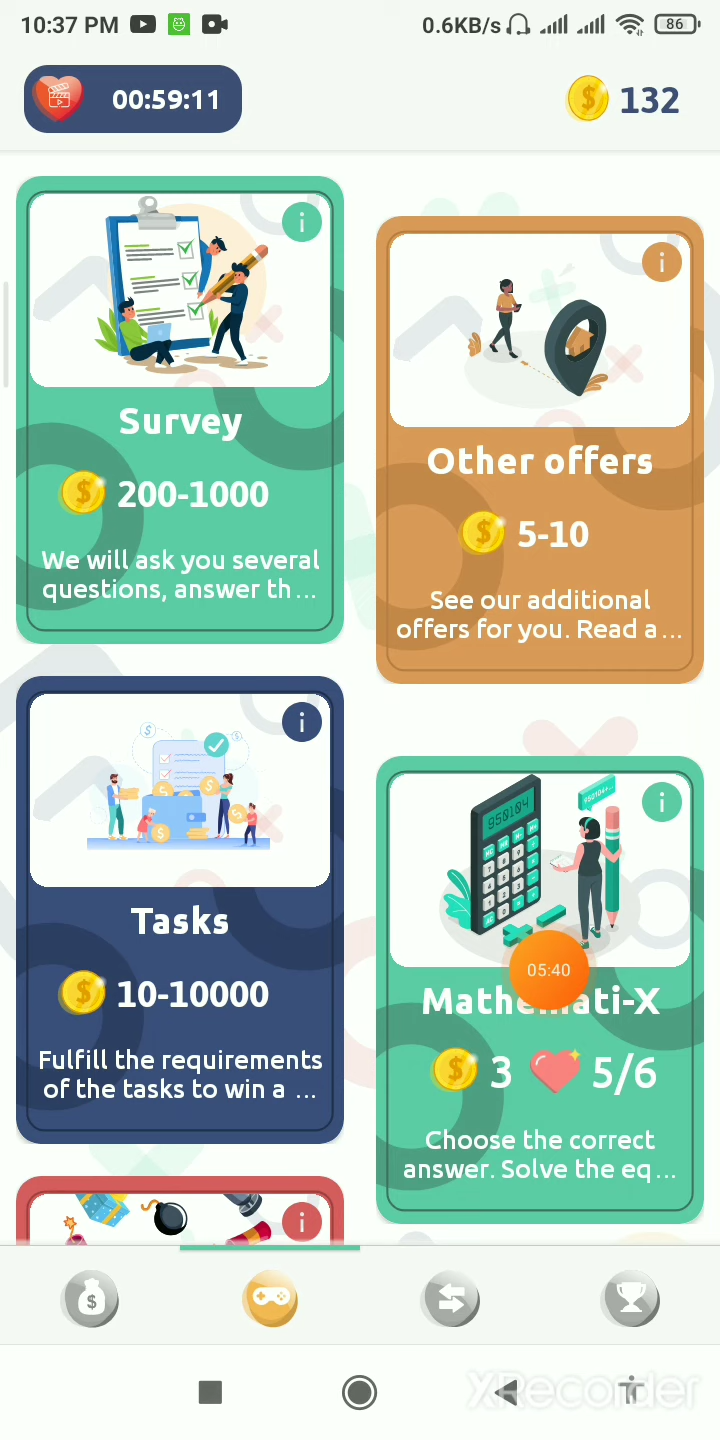 10:37 PM
0.6KB/s
86
00:59:11
132
Survey
200-1000
We will ask you several
questions, answer th...
Other offers
5-10
See our additional
offers for you. Read a...
Tasks
10-10000
Fulfill the requirements
of the tasks to win a ...
950104
950104+...
05:40
3
5/6
Choose the correct
answer. Solve the eq...
XRecorder